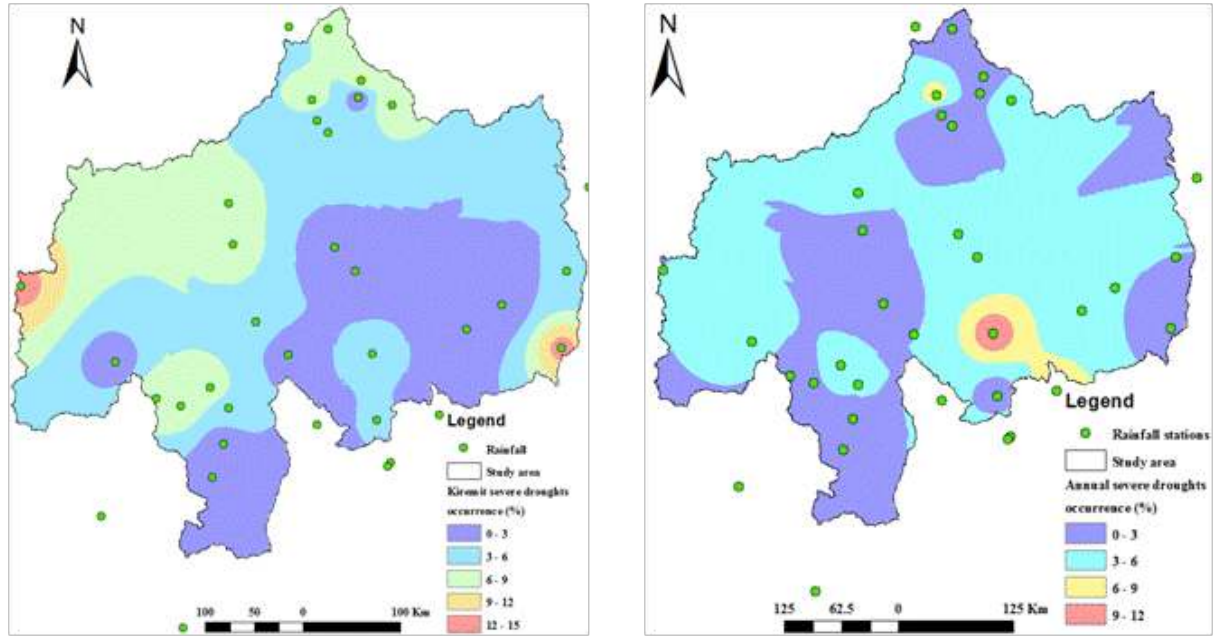 N
Legend
Rainfall
Study area
Kiremit severe droughts
occurrence (%)
0 - 3
3 - 6
6 - 9
9 - 12
12 - 15
100 50 0 100 Km
N
Legend
Rainfall stations
Study area
Annual severe droughts
occurrence (%)
0 - 3
3 - 6
6 - 9
9 - 12
125 62.5 0 125 Km